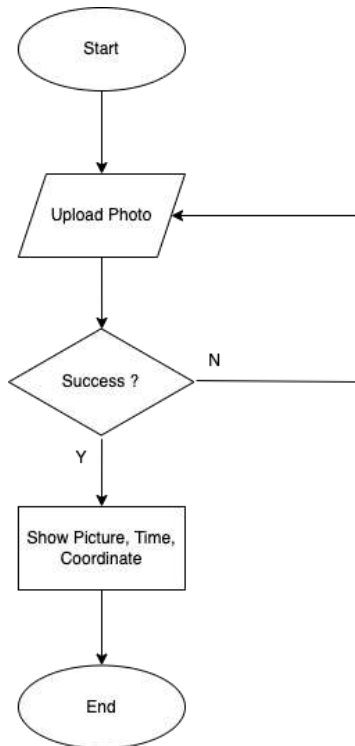 Start
Upload Photo
Success ?
N
Y
Show Picture, Time,
Coordinate
End